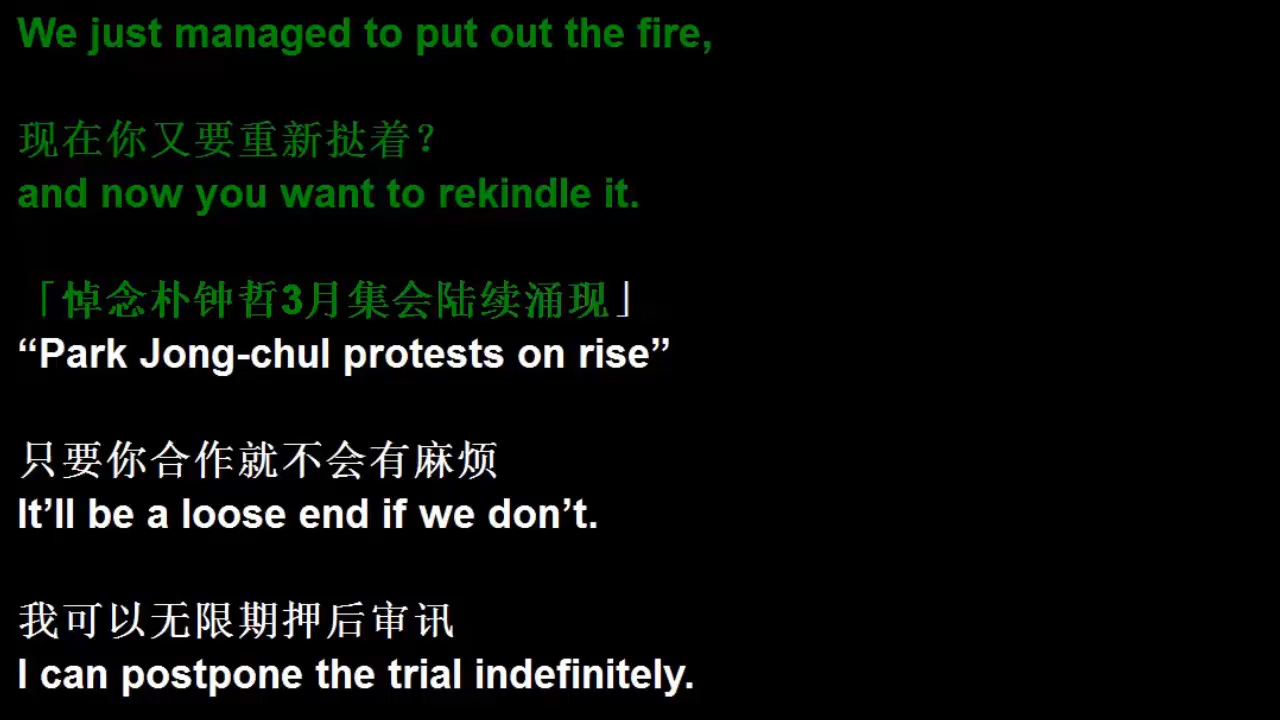 We just managed to put out the fire,
现在你又要重新挞着？
and now you want to rekindle it.
「悼念朴钟哲3月集会陆续涌现」
“Park Jong-chul protests on rise”
只要你合作就不会有麻烦
It’ll be a loose end if we don’t.
我可以无限期押后审讯
I can postpone the trial indefinitely.